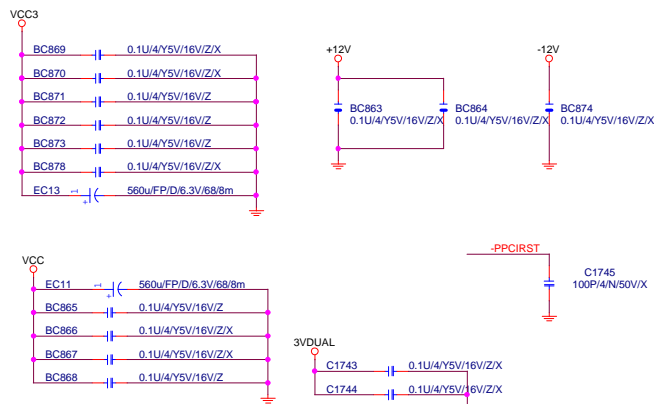 VCC3
BC869 0.1U/4/Y5V/16V/Z/X
BC870 0.1U/4/Y5V/16V/Z/X
BC871 0.1U/4/Y5V/16V/Z
BC872 0.1U/4/Y5V/16V/Z
BC873 0.1U/4/Y5V/16V/Z
BC878 0.1U/4/Y5V/16V/Z/X
EC13 1 + 560u/FP/D/6.3V/68/8m
+12V
BC863
0.1U/4/Y5V/16V/Z/X
BC864
0.1U/4/Y5V/16V/Z/X
-12V
BC874
0.1U/4/Y5V/16V/Z/X
VCC
EC11 1 + 560u/FP/D/6.3V/68/8m
BC865 0.1U/4/Y5V/16V/Z
BC866 0.1U/4/Y5V/16V/Z/X
BC867 0.1U/4/Y5V/16V/Z/X
BC868 0.1U/4/Y5V/16V/Z
-PPCIRST
C1745
100P/4/N/50V/X
3VDUAL
C1743 0.1U/4/Y5V/16V/Z/X
C1744 0.1U/4/Y5V/16V/Z/X